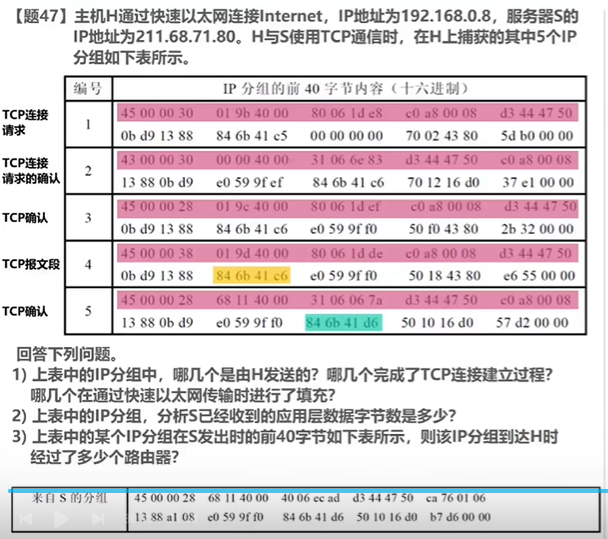 【题47】主机H通过快速以太网连接Internet，IP地址为192.168.0.8，服务器S的
IP地址为211.68.71.80。H与S使用TCP通信时，在H上捕获的其中5个IP
分组如下表所示。
编号 IP 分组的前 40 字节内容（十六进制）
TCP连接
请求
1
45 00 00 30 01 9b 40 00 80 06 1d e8 c0 a8 00 08 d3 44 47 50
0b d9 13 88 84 6b 41 c5 00 00 00 00 70 02 43 80 5d b0 00 00
TCP连接
请求的确认
2
43 00 00 30 00 00 40 00 31 06 6e 83 d3 44 47 50 c0 a8 00 08
13 88 0b d9 e0 59 9f ef 84 6b 41 c6 70 12 16 d0 37 e1 00 00
TCP确认
3
45 00 00 28 01 9c 40 00 80 06 1d ef c0 a8 00 08 d3 44 47 50
0b d9 13 88 84 6b 41 c6 e0 59 9f f0 50 f0 43 80 2b 32 00 00
TCP报文段
4
45 00 00 38 01 9d 40 00 80 06 1d de c0 a8 00 08 d3 44 47 50
0b d9 13 88 84 6b 41 c6 e0 59 9f f0 50 18 43 80 e6 55 00 00
TCP确认
5
45 00 00 28 68 11 40 00 31 06 06 7a d3 44 47 50 c0 a8 00 08
13 88 0b d9 e0 59 9f f0 84 6b 41 d6 50 10 16 d0 57 d2 00 00
回答下列问题。
1) 上表中的IP分组中，哪几个是由H发送的？哪几个完成了TCP连接建立过程？
哪几个在通过快速以太网传输时进行了填充？
2) 上表中的IP分组，分析S已经收到的应用层数据字节数是多少？
3) 上表中的某个IP分组在S发出时的前40字节如下表所示，则该IP分组到达H时
经过了多少个路由器？
来自 S 的分组
45 00 00 28 68 11 40 00 40 06 ec ad d3 44 47 50 ca 76 01 06
13 88 a1 08 e0 59 9f f0 84 6b 41 d6 50 10 16 d0 b7 d6 00 00